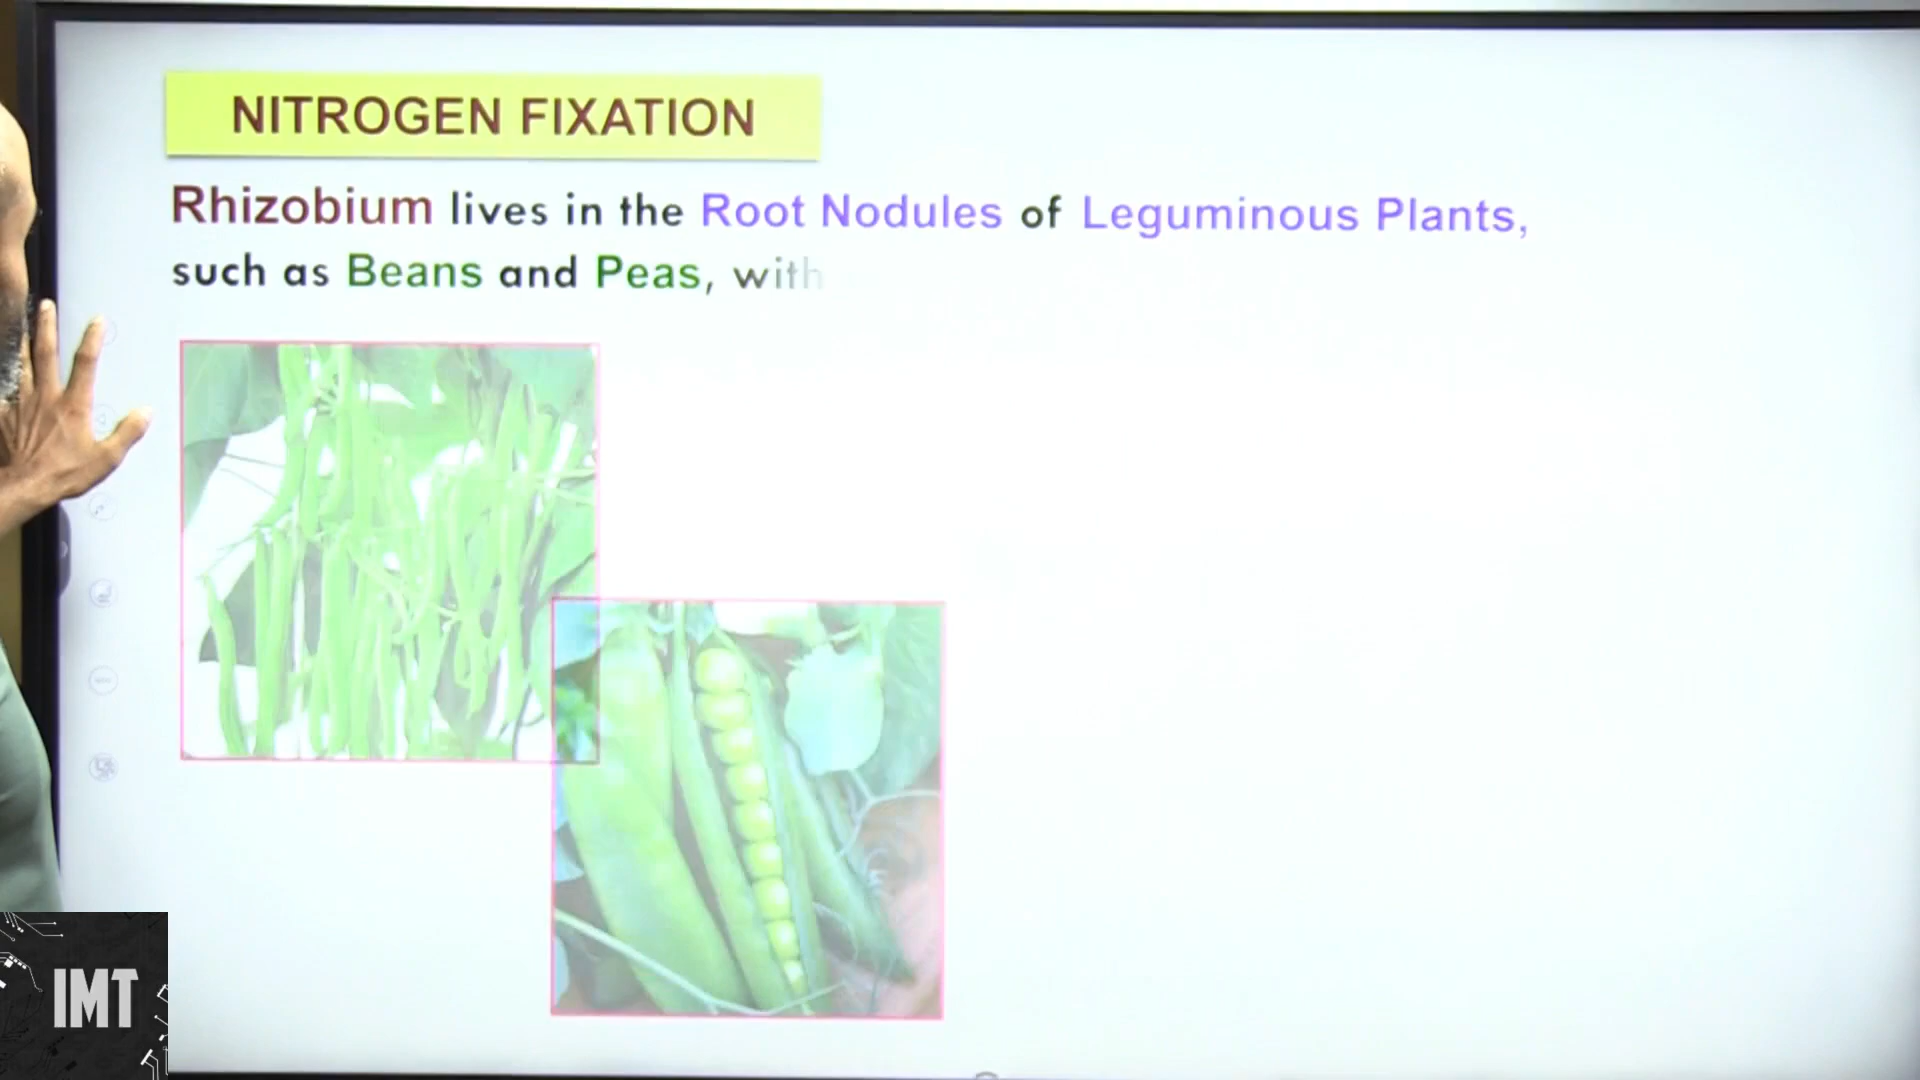 NITROGEN FIXATION
Rhizobium lives in the Root Nodules of Leguminous Plants,
such as Beans and Peas, with
IMT